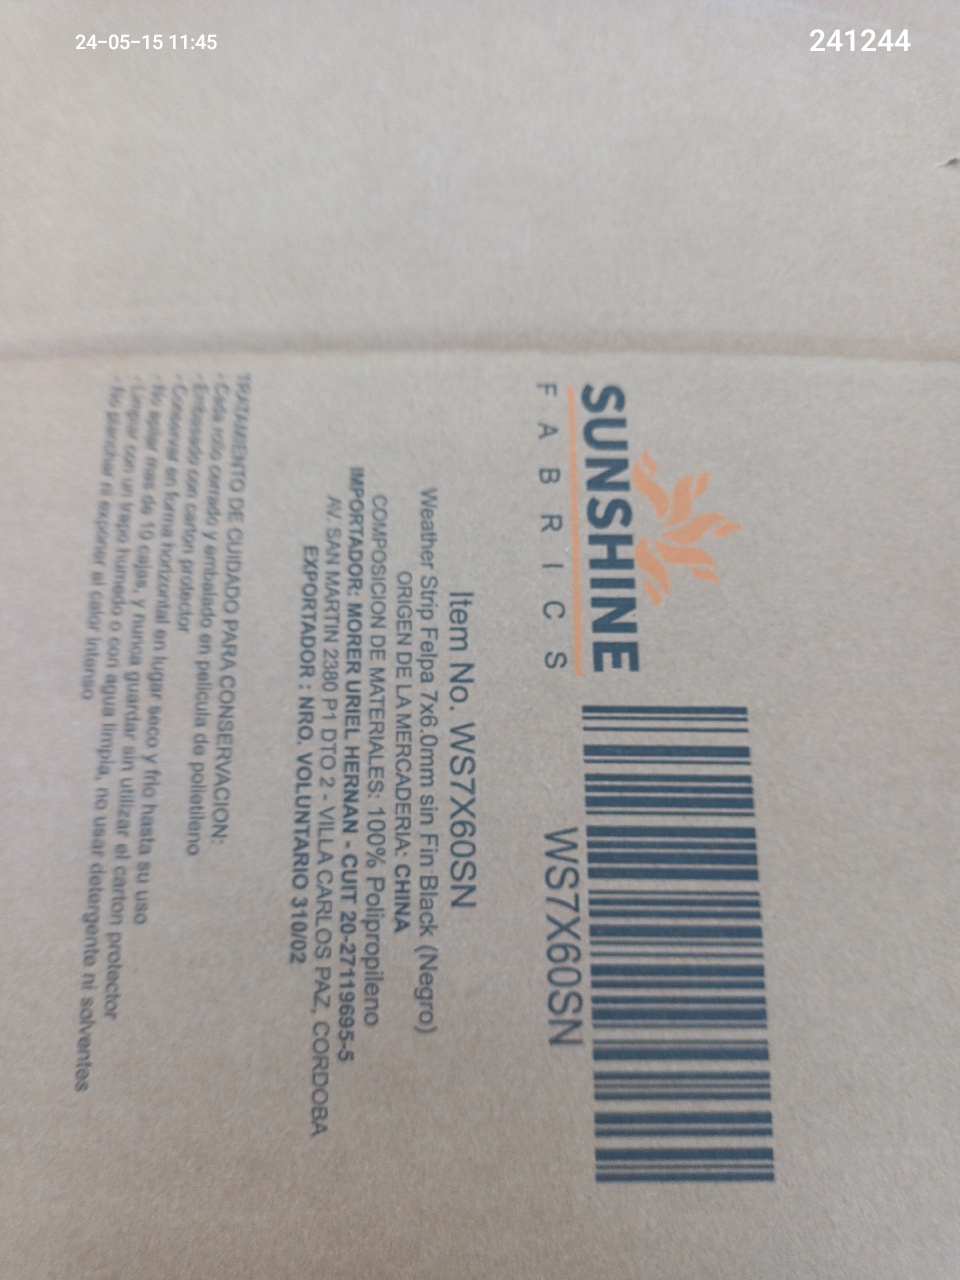 24-05-15 11:45
241244
SUNSHINE
FABRICS
WS7X60SN
Item No. WS7X60SN
Weather Strip Felpa 7x6.0mm sin Fin Black (Negro)
ORIGEN DE LA MERCADERIA: CHINA
COMPOSICION DE MATERIALES: 100% Polipropileno
IMPORTADOR: MORER URIEL HERNAN - CUIT 20-27119695-5
AV. SAN MARTIN 2380 P1 DTO 2 - VILLA CARLOS PAZ, CORDOBA
EXPORTADOR : NRO. VOLUNTARIO 310/02
TRATAMIENTO DE CUIDADO PARA CONSERVACION:
- Cada rollo cerrado y embalado en pelicula de polietileno
- Embalado con carton protector
- Conservar en forma horizontal en lugar seco y frio hasta su uso
- No apilar mas de 10 cajas, y nunca guardar sin utilizar el carton protector
- Limpiar con un trapo humedo o con agua limpia, no usar detergente ni solventes
- No planchar ni exponer al calor intenso